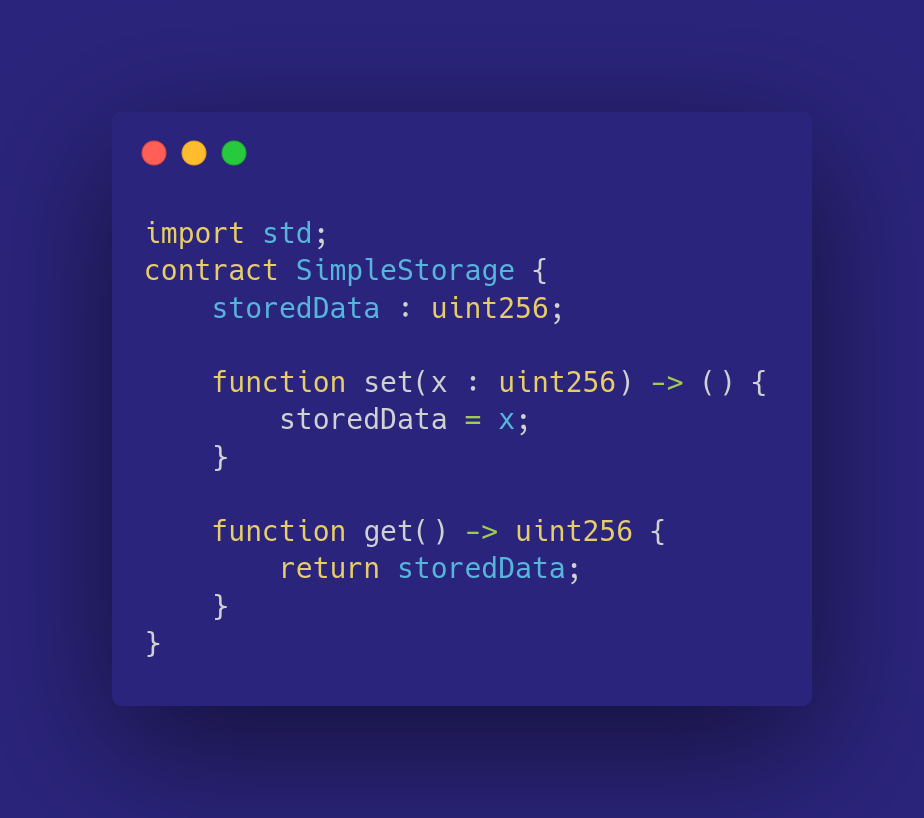 import std;
contract SimpleStorage {
    storedData : uint256;

    function set(x : uint256) -> () {
        storedData = x;
    }

    function get() -> uint256 {
        return storedData;
    }
}